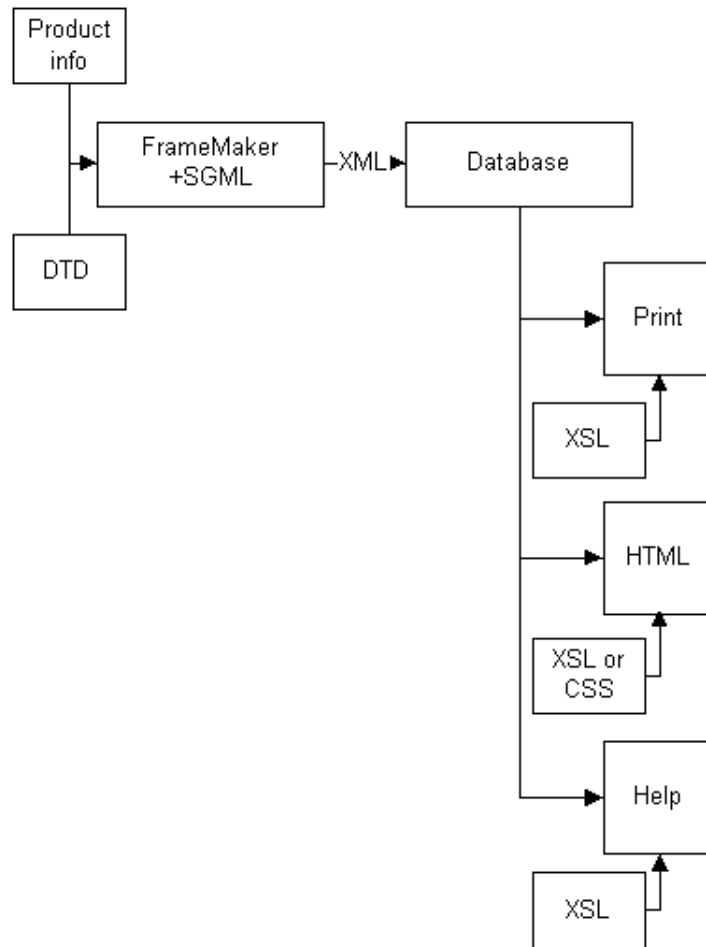 Product
info
FrameMaker
+SGML
XML
Database
DTD
Print
XSL
HTML
XSL or
CSS
Help
XSL